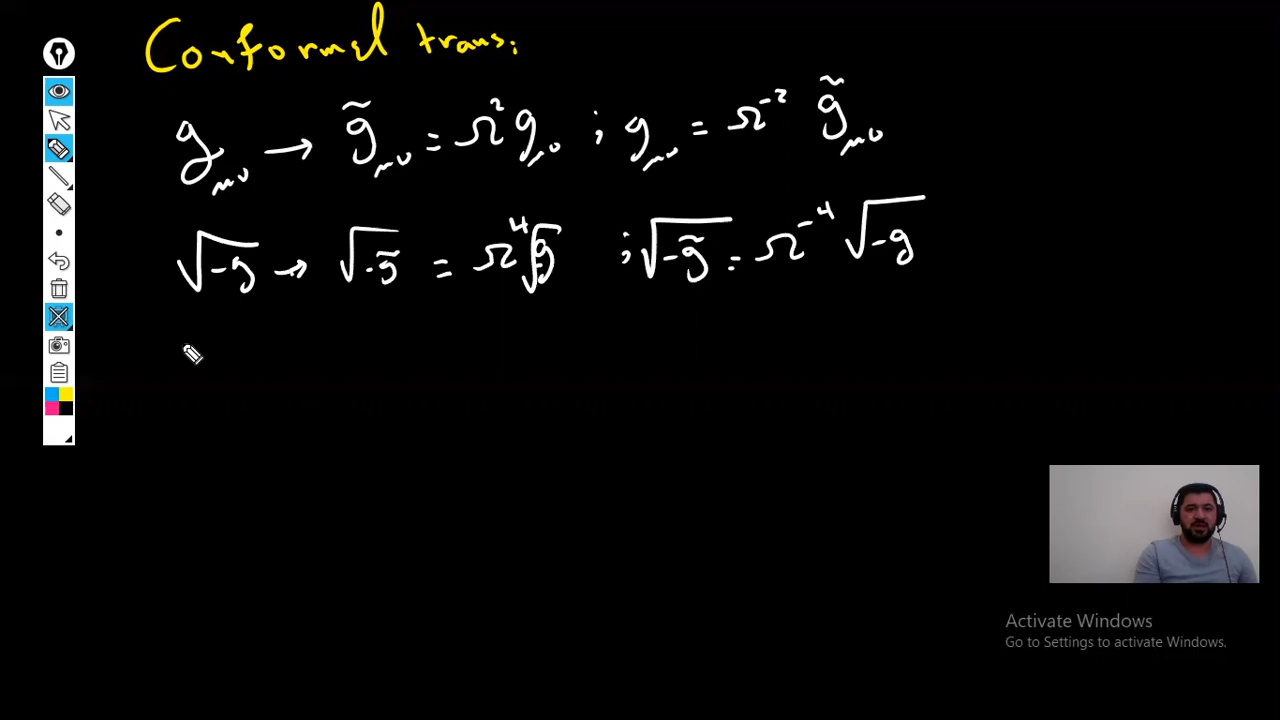 Conformal trans:
g_μν → g̃_μν = Ω² g_μν ; g_μν = Ω⁻² g̃_μν
√-g → √-g̃ = Ω⁴ √-g ; √-g̃ = Ω⁻⁴ √-g
Activate Windows
Go to Settings to activate Windows.